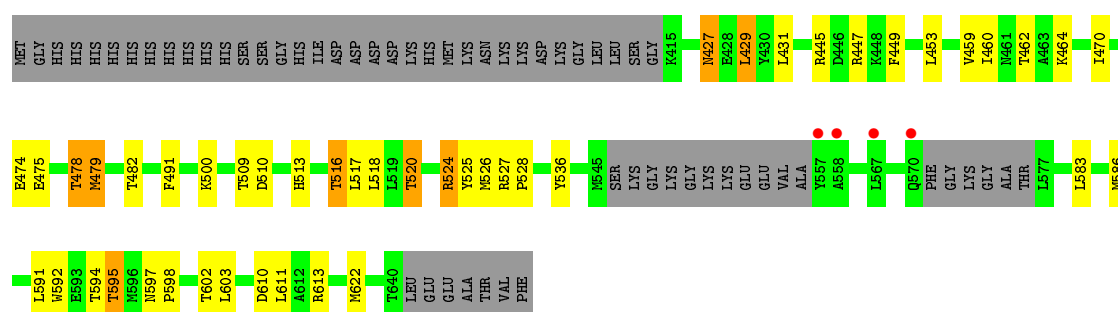 MET GLY HIS HIS HIS HIS HIS HIS HIS HIS HIS HIS SER SER GLY HIS ILE ASP ASP ASP ASP LYS HIS MET LYS ASN LYS LYS ASP LYS GLY LEU LEU SER GLY K415 N427 E428 L429 Y430 L431 R445 D446 R447 K448 F449 L453 V459 I460 N461 T462 A463 K464 I470
E474 E475 T478 M479 T482 F491 K500 T509 D510 H513 T516 L517 L518 L519 T520 R524 Y525 M526 R527 P528 Y536 M545 SER LYS GLY LYS GLY LYS LYS GLU GLU VAL ALA Y557 A558 L567 Q570 PHE GLY LYS GLY ALA THR L577 L583 M586
L591 W592 E593 T594 T595 M596 N597 P598 T602 L603 D610 L611 A612 R613 M622 T640 LEU GLU GLU ALA THR VAL PHE